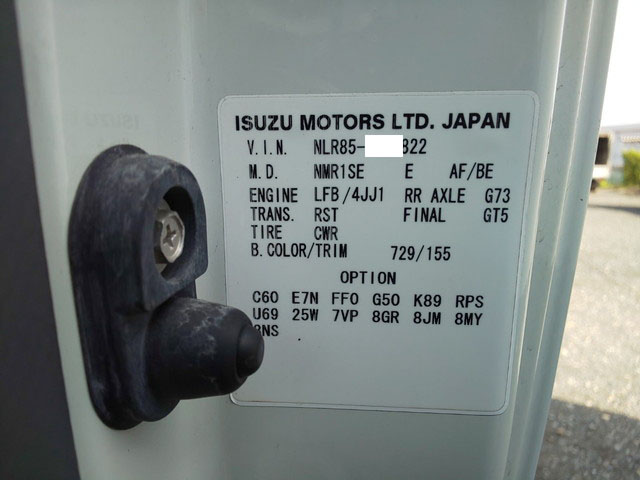 ISUZU MOTORS LTD. JAPAN
V.I.N. NLR85- 822
M.D. NMR1SE E AF/BE
ENGINE LFB/4JJ1 RR AXLE G73
TRANS. RST FINAL GT5
TIRE CWR
B.COLOR/TRIM 729/155
OPTION
C60 E7N FF0 G50 K89 RPS
U69 25W 7VP 8GR 8JM 8MY
8NS